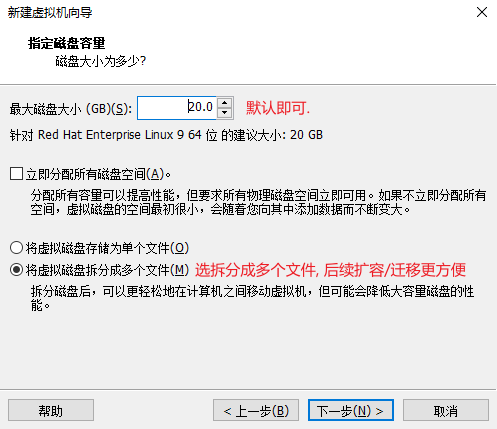 新建虚拟机向导
指定磁盘容量
磁盘大小为多少?
最大磁盘大小 (GB)(S): 20.0 默认即可.
针对 Red Hat Enterprise Linux 9 64 位 的建议大小: 20 GB
立即分配所有磁盘空间(A)。
分配所有容量可以提高性能，但要求所有物理磁盘空间立即可用。如果不立即分配所有
空间，虚拟磁盘的空间最初很小，会随着您向其中添加数据而不断变大。
将虚拟磁盘存储为单个文件(O)
将虚拟磁盘拆分成多个文件(M) 选拆分成多个文件, 后续扩容/迁移更方便
拆分磁盘后，可以更轻松地在计算机之间移动虚拟机，但可能会降低大容量磁盘的性
能。
帮助 < 上一步(B) 下一步(N) > 取消